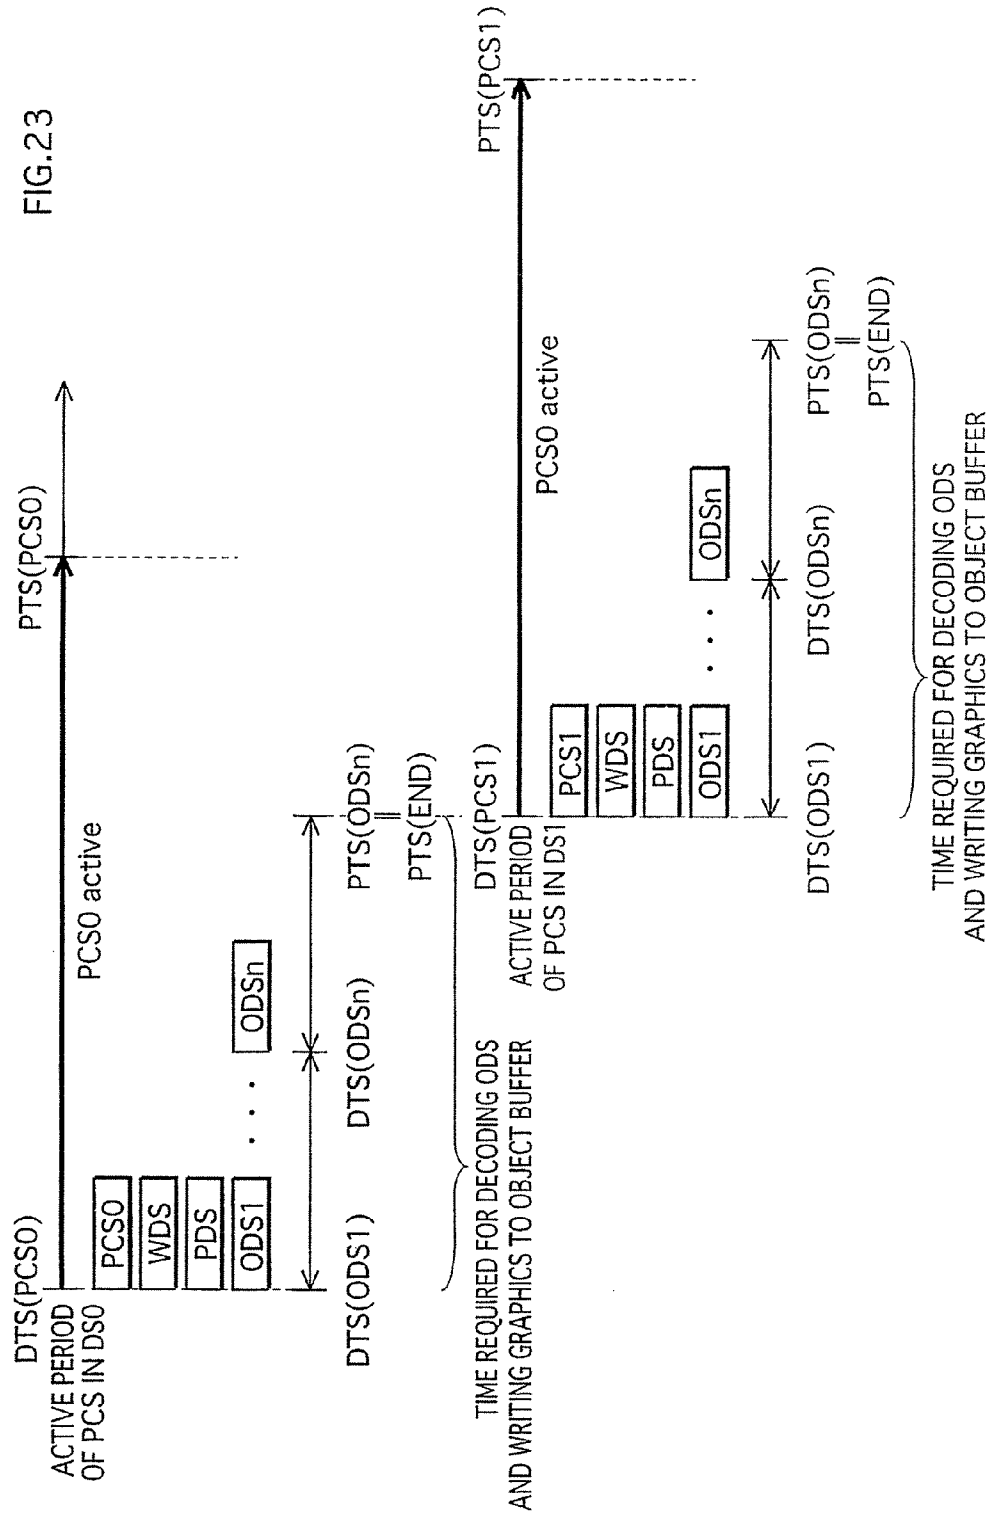 FIG.23
DTS(PCS0)
PTS(PCS0)
ACTIVE PERIOD
OF PCS IN DS0
PCS0 active
PCS0
WDS
PDS
ODS1
. . .
ODSn
DTS(ODS1)
DTS(ODSn)
PTS(ODSn)
=
PTS(END)
TIME REQUIRED FOR DECODING ODS
AND WRITING GRAPHICS TO OBJECT BUFFER
DTS(PCS1)
PTS(PCS1)
ACTIVE PERIOD
OF PCS IN DS1
PCS0 active
PCS1
WDS
PDS
ODS1
. . .
ODSn
DTS(ODS1)
DTS(ODSn)
PTS(ODSn)
=
PTS(END)
TIME REQUIRED FOR DECODING ODS
AND WRITING GRAPHICS TO OBJECT BUFFER